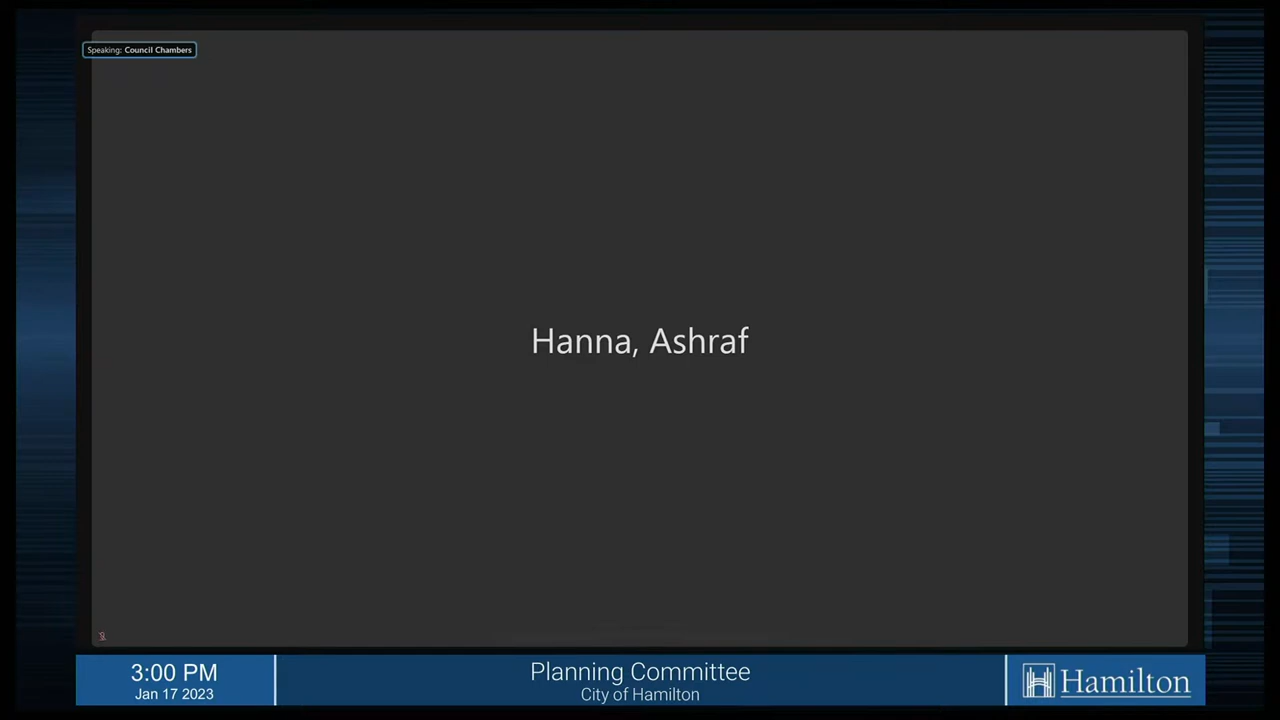 Speaking: Council Chambers
Hanna, Ashraf
3:00 PM
Jan 17 2023
Planning Committee
City of Hamilton
Hamilton